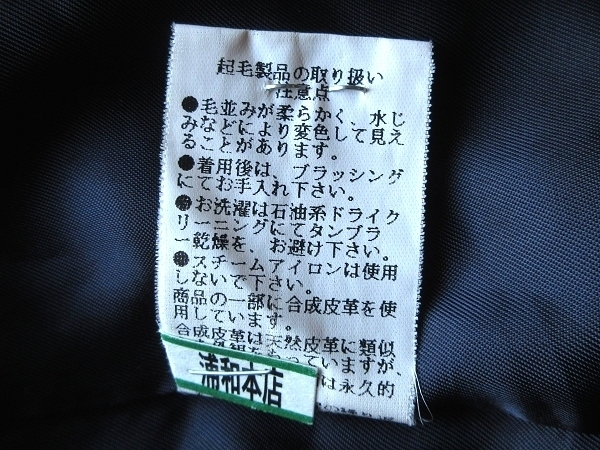 起毛製品の取り扱い
注意点
●毛並みが柔らかく、水じ
みなどにより変色して見え
ることがあります。
●着用後は、ブラッシング
にてお手入れ下さい。
●お洗濯は石油系ドライク
リーニングにてタンブラ
ー乾燥を、お避け下さい。
●スチームアイロンは使用
しないで下さい。
商品の一部に合成皮革を使
用しています。
合成皮革は天然皮革に類似
っていますが、
は永久的
浦和本店